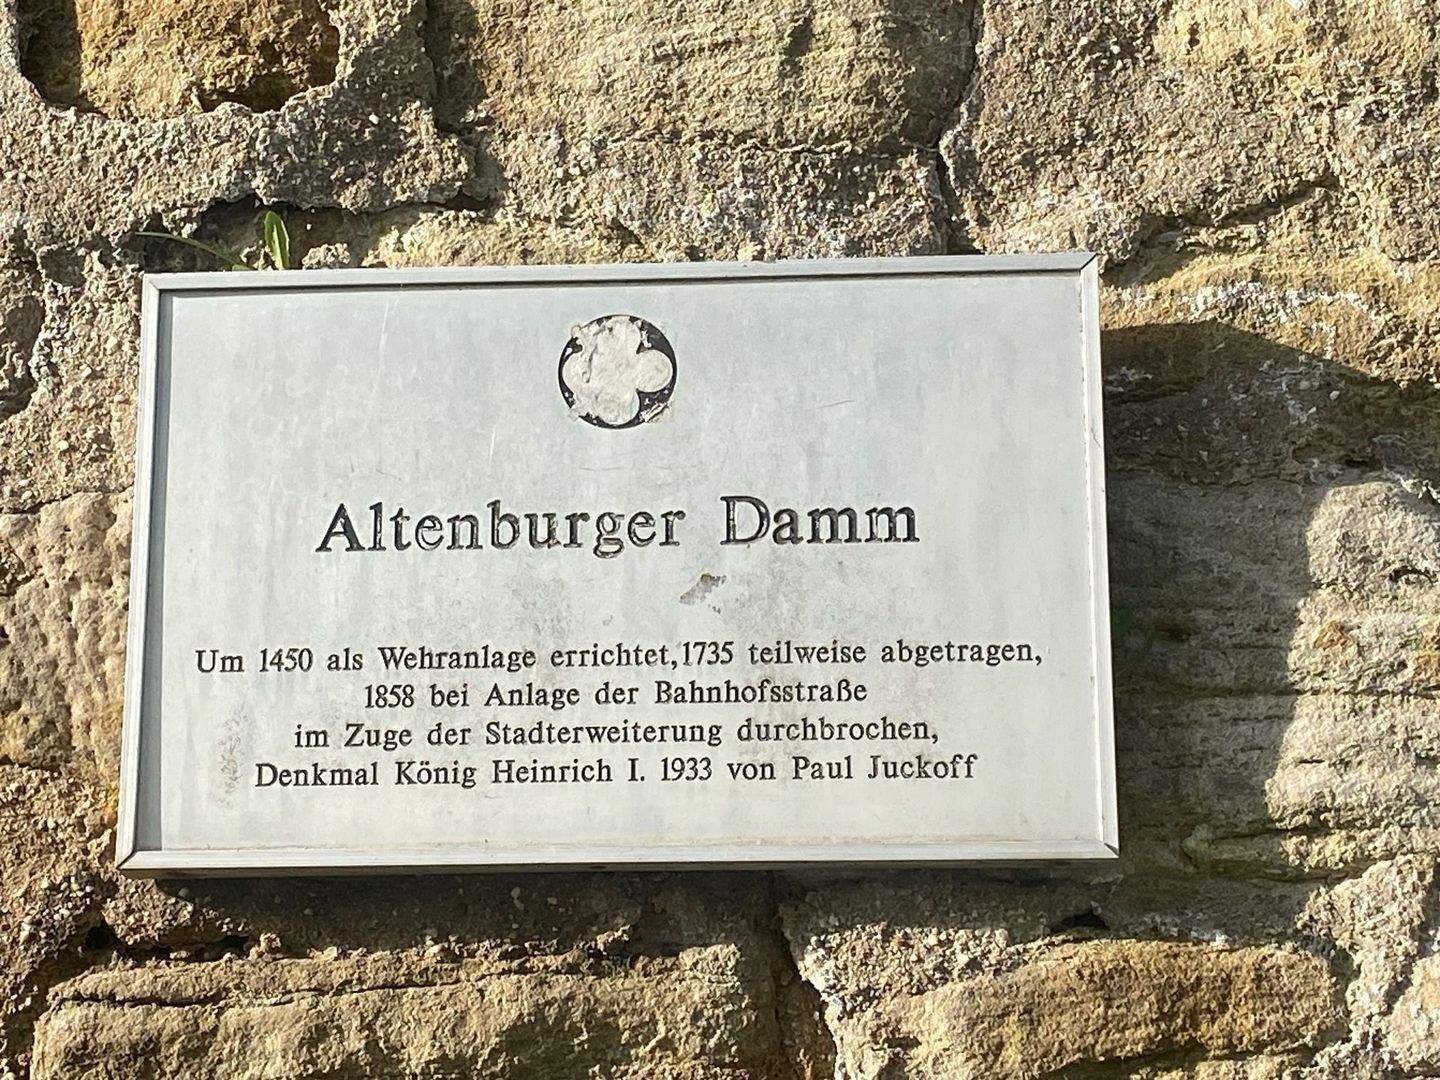 Altenburger Damm
Um 1450 als Wehranlage errichtet, 1735 teilweise abgetragen,
1858 bei Anlage der Bahnhofsstraße
im Zuge der Stadterweiterung durchbrochen,
Denkmal König Heinrich I. 1933 von Paul Juckoff